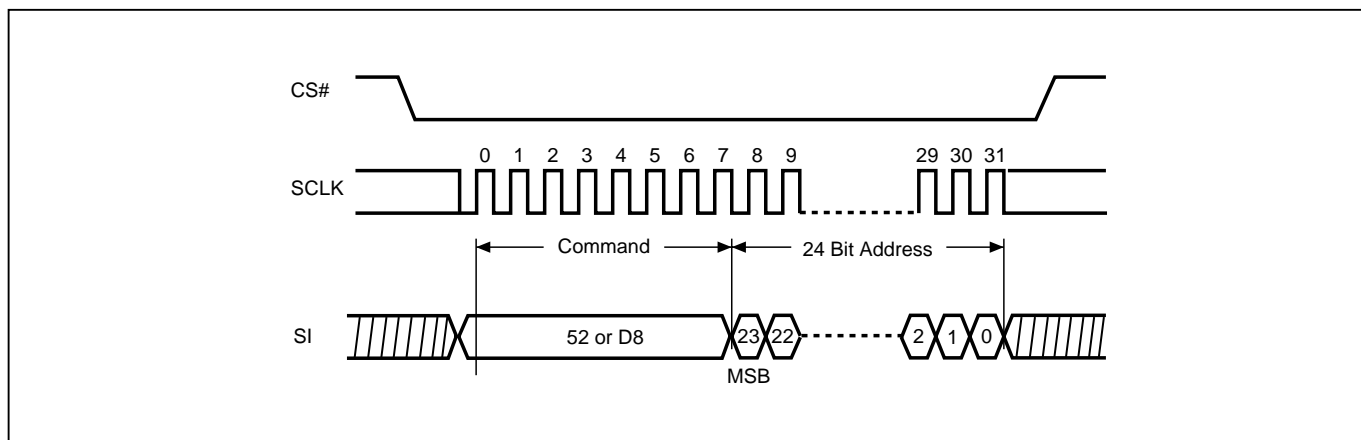 CS#
0 1 2 3 4 5 6 7 8 9 29 30 31
SCLK
Command 24 Bit Address
SI 52 or D8 23 22 2 1 0
MSB